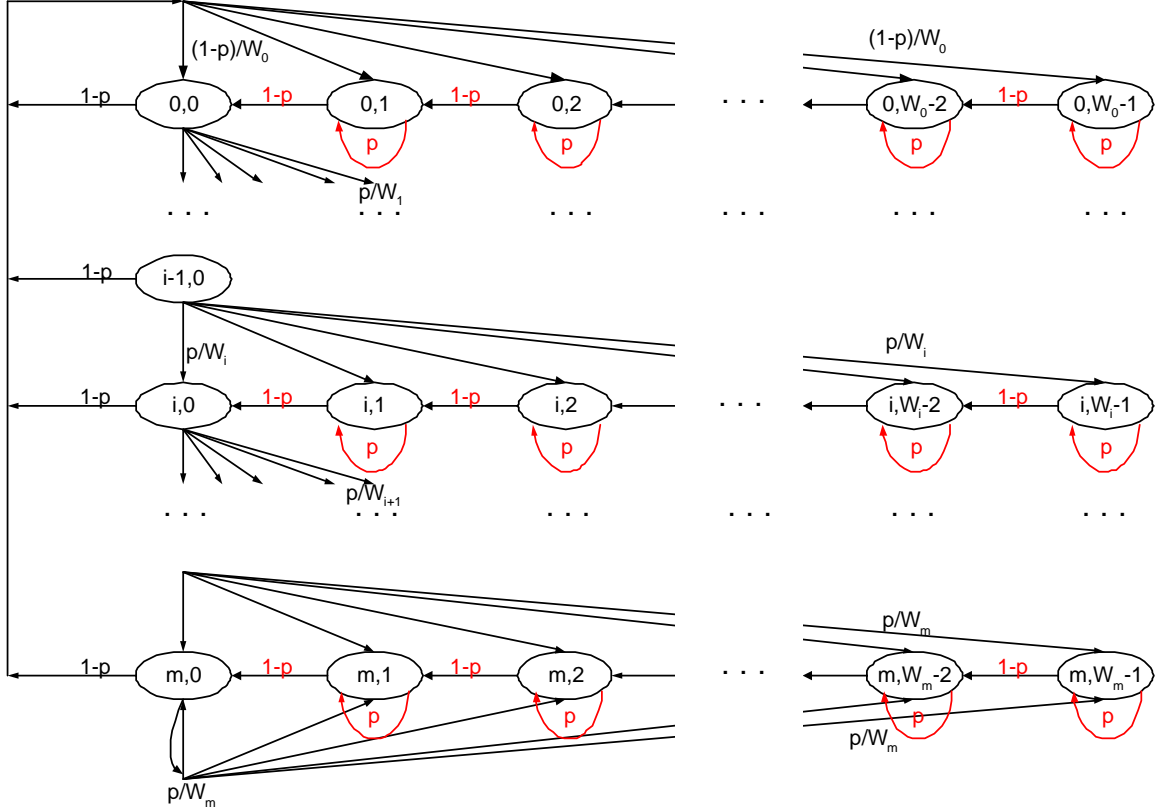 (1-p)/W₀ (1-p)/W₀
1-p 0,0 1-p 0,1 1-p 0,2 . . . 0,W₀-2 1-p 0,W₀-1
p p p p
p/W₁
. . . . . . . . . . . . . . . . . .
1-p i-1,0
p/Wᵢ p/Wᵢ
1-p i,0 1-p i,1 1-p i,2 . . . i,Wᵢ-2 1-p i,Wᵢ-1
p p p p
p/Wᵢ₊₁
. . . . . . . . . . . . . . . . . .
p/Wₘ
1-p m,0 1-p m,1 1-p m,2 . . . m,Wₘ-2 1-p m,Wₘ-1
p p p p
p/Wₘ
p/Wₘ